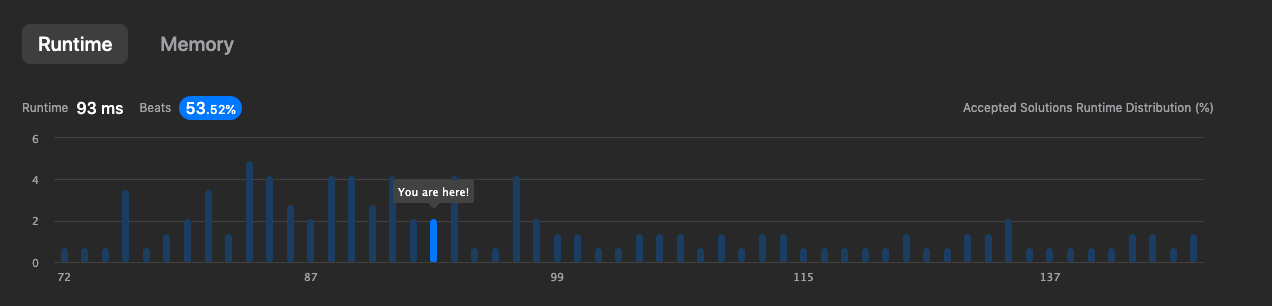 Runtime Memory
Runtime 93 ms Beats 53.52% Accepted Solutions Runtime Distribution (%)
6
4
You are here!
2
0
72 87 99 115 137